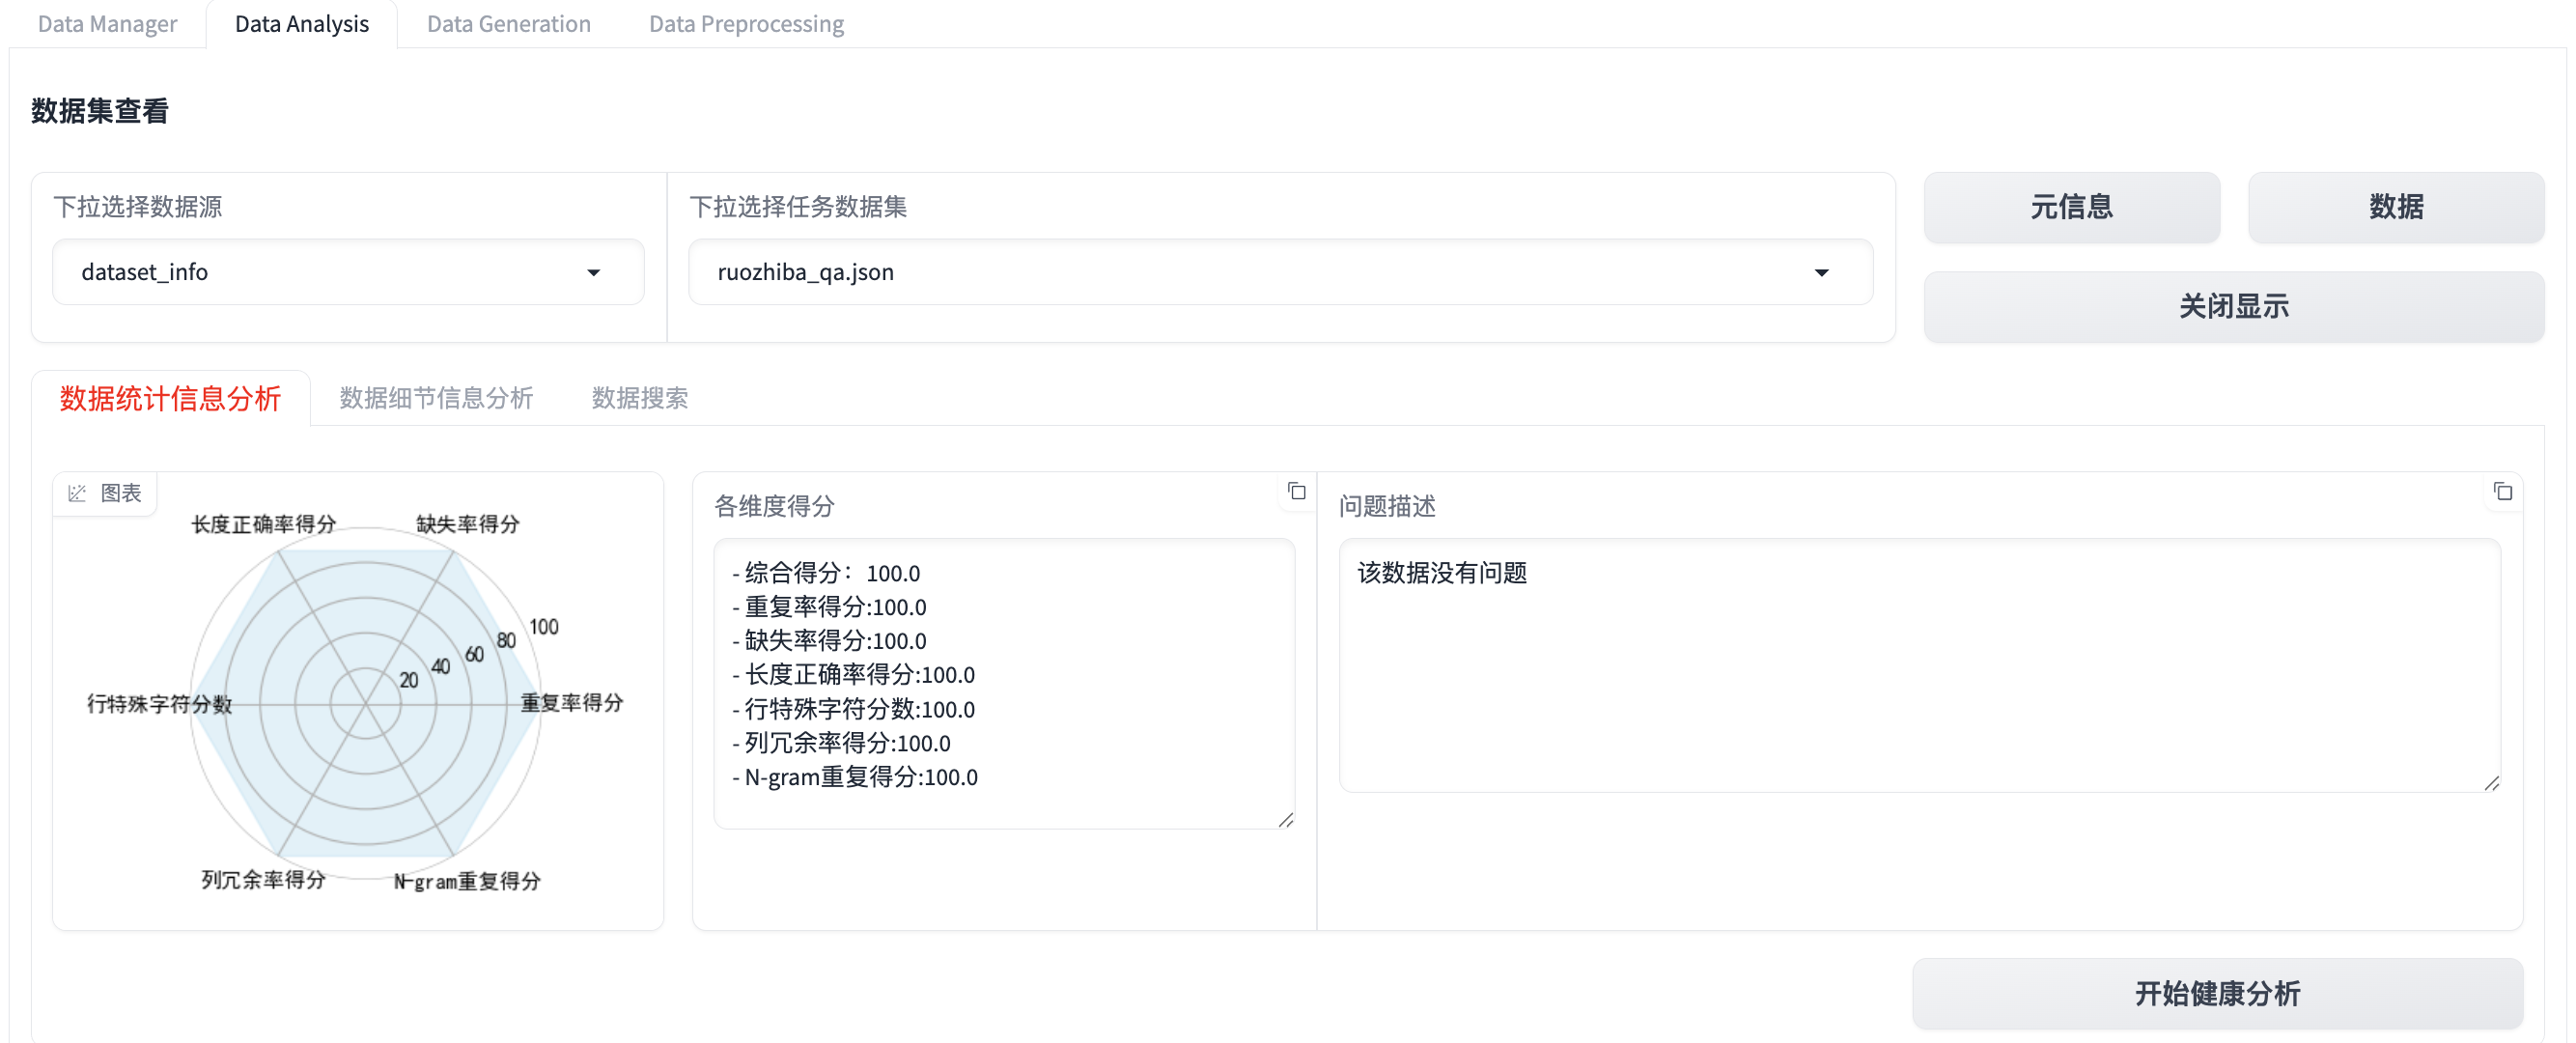 Data Manager
Data Analysis
Data Generation
Data Preprocessing
数据集查看
下拉选择数据源
dataset_info
下拉选择任务数据集
ruozhiba_qa.json
元信息
数据
关闭显示
数据统计信息分析
数据细节信息分析
数据搜索
图表
长度正确率得分
缺失率得分
100
80
60
40
20
行特殊字符分数
重复率得分
列冗余率得分
N-gram重复得分
各维度得分
- 综合得分：100.0
- 重复率得分:100.0
- 缺失率得分:100.0
- 长度正确率得分:100.0
- 行特殊字符分数:100.0
- 列冗余率得分:100.0
- N-gram重复得分:100.0
问题描述
该数据没有问题
开始健康分析